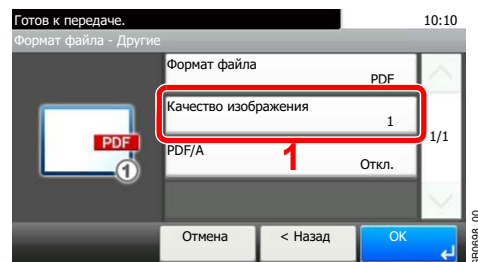 Готов к передаче.
10:10
Формат файла - Другие
Формат файла
PDF
Качество изображения
1
1/1
PDF
1
PDF/A
1
Откл.
Отмена
< Назад
OK
GB0698_00